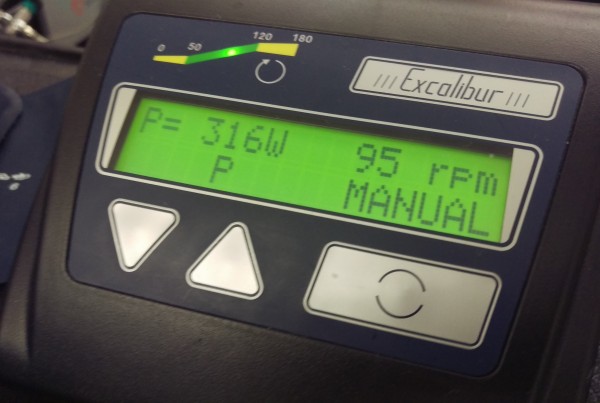 0 50 120 180
Excalibur
P= 316W 95 rpm
P MANUAL